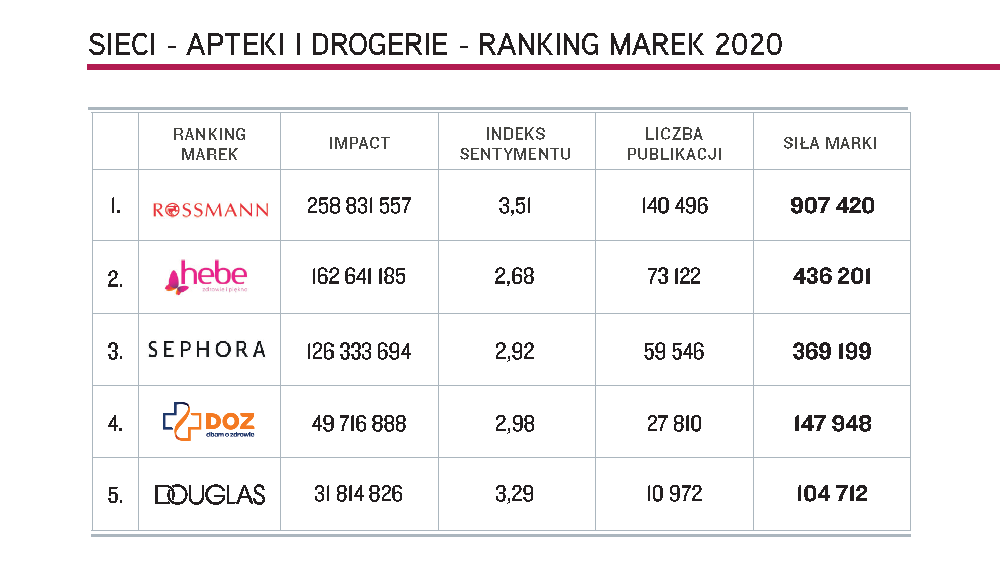 SIECI - APTEKI I DROGERIE - RANKING MAREK 2020
RANKING MAREK IMPACT INDEKS SENTYMENTU LICZBA PUBLIKACJI SIŁA MARKI
1. ROSSMANN 258 831 557 3,51 140 496 907 420
2. hebe zdrowie i piękno 162 641 185 2,68 73 122 436 201
3. SEPHORA 126 333 694 2,92 59 546 369 199
4. DOZ dbam o zdrowie 49 716 888 2,98 27 810 147 948
5. DOUGLAS 31 814 826 3,29 10 972 104 712